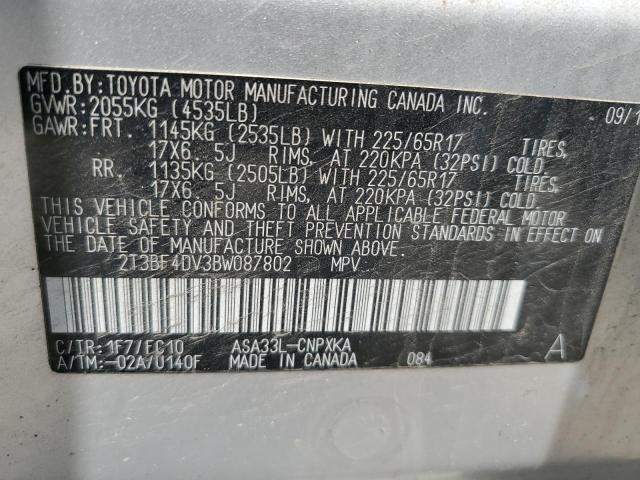 MFD.BY:TOYOTA MOTOR MANUFACTURING CANADA INC. 09/1
GVWR:2055KG (4535LB)
GAWR:FRT. 1145KG (2535LB) WITH 225/65R17 TIRES,
17X6. 5J RIMS, AT 220KPA (32PSI) COLD
RR. 1135KG (2505LB) WITH 225/65R17 TIRES,
17X6. 5J RIMS, AT 220KPA (32PSI) COLD
THIS VEHICLE CONFORMS TO ALL APPLICABLE FEDERAL MOTOR
VEHICLE SAFETY AND THEFT PREVENTION STANDARDS IN EFFECT ON
THE DATE OF MANUFACTURE SHOWN ABOVE.
2T3BF4DV3BW087802 MPV
C/TR: 1F7/EC10 ASA33L-CNPXKA A
A/TM:-02A/U140F MADE IN CANADA 084